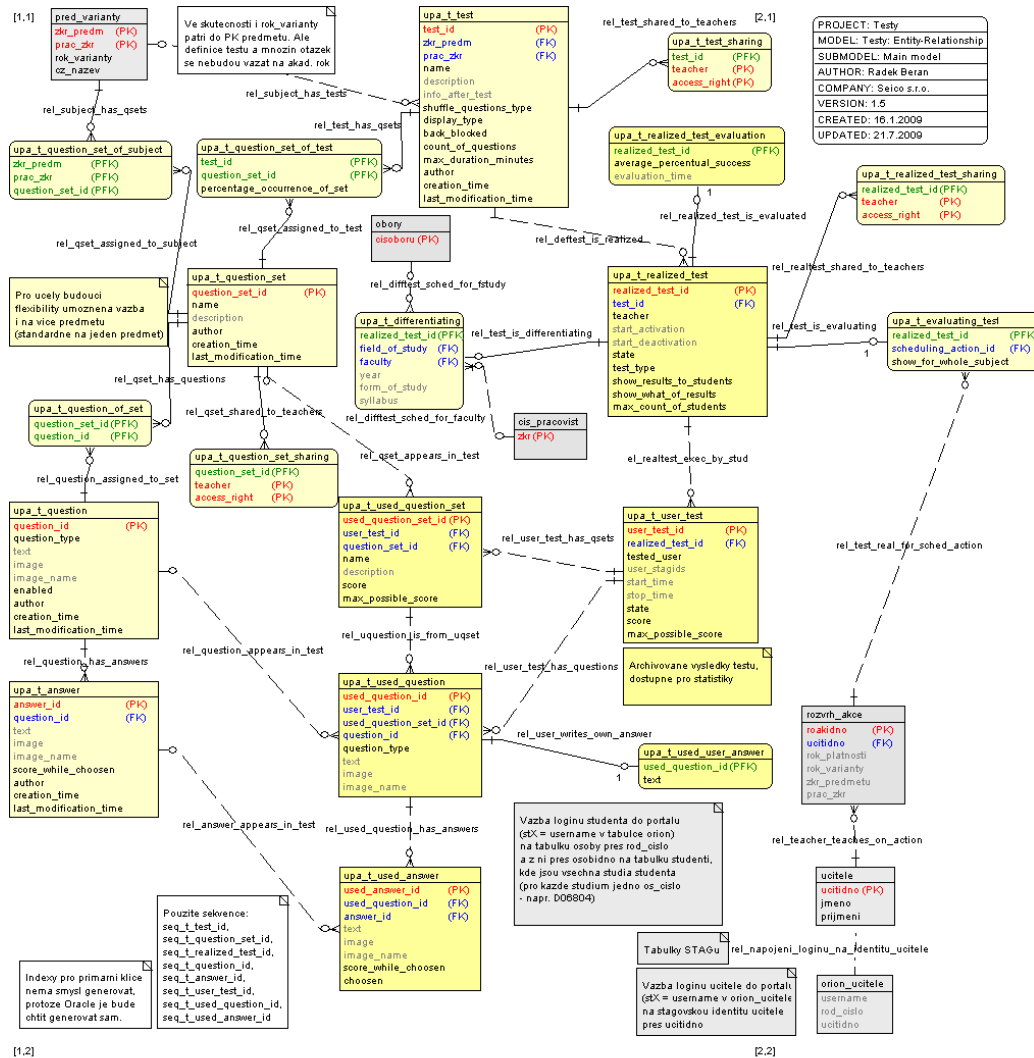 [1,1]
pred_varianty
zkr_predm (PK)
prac_zkr (PK)
rok_varianty
cz_nazev
Ve skutecnosti i rok_varianty
patri do PK predmetu. Ale
definice testu a mnozin otazek
se nebudou vazat na akad. rok
upa_t_test
test_id (PK)
zkr_predm (FK)
prac_zkr (FK)
name
description
info_after_test
shuffle_questions_type
display_type
back_blocked
count_of_questions
max_duration_minutes
author
creation_time
last_modification_time
rel_test_shared_to_teachers
[2,1]
upa_t_test_sharing
test_id (PFK)
teacher (PK)
access_right (PK)
PROJECT: Testy
MODEL: Testy: Entity-Relationship
SUBMODEL: Main model
AUTHOR: Radek Beran
COMPANY: Seico s.r.o.
VERSION: 1.5
CREATED: 16.1.2009
UPDATED: 21.7.2009
rel_subject_has_qsets
rel_subject_has_tests
rel_test_has_qsets
upa_t_question_set_of_subject
zkr_predm (PFK)
prac_zkr (PFK)
question_set_id (PFK)
upa_t_question_set_of_test
test_id (PFK)
question_set_id (PFK)
percentage_occurrence_of_set
upa_t_realized_test_evaluation
realized_test_id (PFK)
average_percentual_success
evaluation_time
1
upa_t_realized_test_sharing
realized_test_id (PFK)
teacher (PK)
access_right (PK)
rel_qset_assigned_to_subject
rel_qset_assigned_to_test
obory
cisoboru (PK)
rel_realized_test_is_evaluated
rel_deftest_is_realized
rel_realtest_shared_to_teachers
Pro ucely budouci
flexibility umoznena vazba
i na vice predmetu
(standardne na jeden predmet)
upa_t_question_set
question_set_id (PK)
name
description
author
creation_time
last_modification_time
rel_difftest_sched_for_fstudy
upa_t_differentiating
realized_test_id (PFK)
field_of_study (FK)
faculty (FK)
year
form_of_study
syllabus
rel_test_is_differentiating
upa_t_realized_test
realized_test_id (PK)
test_id (FK)
teacher
start_activation
start_deactivation
state
test_type
show_results_to_students
show_what_of_results
max_count_of_students
rel_test_is_evaluating
1
upa_t_evaluating_test
realized_test_id (PFK)
scheduling_action_id (FK)
show_for_whole_subject
rel_qset_has_questions
rel_qset_shared_to_teachers
rel_difftest_sched_for_faculty
cis_pracovist
zkr (PK)
upa_t_question_of_set
question_set_id (PFK)
question_id (PFK)
upa_t_question_set_sharing
question_set_id (PFK)
teacher (PK)
access_right (PK)
rel_qset_appears_in_test
rel_realtest_exec_by_stud
rel_question_assigned_to_set
upa_t_question
question_id (PK)
question_type
text
image
image_name
enabled
author
creation_time
last_modification_time
upa_t_used_question_set
used_question_set_id (PK)
user_test_id (FK)
question_set_id (FK)
name
description
score
max_possible_score
rel_user_test_has_qsets
upa_t_user_test
user_test_id (PK)
realized_test_id (FK)
tested_user
user_stagids
start_time
stop_time
state
score
max_possible_score
rel_test_real_for_sched_action
rel_uquestion_is_from_uqset
rel_question_appears_in_test
rel_question_has_answers
rel_user_test_has_questions
Archivovane vysledky testu,
dostupne pro statistiky
upa_t_answer
answer_id (PK)
question_id (FK)
text
image
image_name
score_while_choosen
author
creation_time
last_modification_time
upa_t_used_question
used_question_id (PK)
user_test_id (FK)
used_question_set_id (FK)
question_id (FK)
question_type
text
image
image_name
rel_user_writes_own_answer
1
upa_t_used_user_answer
used_question_id (PFK)
text
rozvrh_akce
roakidno (PK)
ucitidno (FK)
rok_platnosti
rok_varianty
zkr_predmetu
prac_zkr
rel_answer_appears_in_test
rel_used_question_has_answers
Vazba loginu studenta do portalu
(stX = username v tabulce orion)
na tabulku osoby pres rod_cislo
a z ni pres osobidno na tabulku studenti,
kde jsou vsechna studia studenta
(pro kazde studium jedno os_cislo
- napr. D06804)
rel_teacher_teaches_on_action
ucitele
ucitidno (PK)
jmeno
prijmeni
upa_t_used_answer
used_answer_id (PK)
used_question_id (FK)
answer_id (FK)
text
image
image_name
score_while_choosen
choosen
Pouzite sekvence:
seq_t_test_id,
seq_t_question_set_id,
seq_t_realized_test_id,
seq_t_question_id,
seq_t_answer_id,
seq_t_user_test_id,
seq_t_used_question_id,
seq_t_used_answer_id
Indexy pro primarni klice
nema smysl generovat,
protoze Oracle je bude
chtit generovat sam.
Tabulky STAGu
rel_napojeni_loginu_na_identitu_ucitele
Vazba loginu ucitele do portalu
(stX = username v orion_ucitele
na stagovskou identitu ucitele
pres ucitidno
orion_ucitele
username
rod_cislo
ucitidno
[1,2]
[2,2]